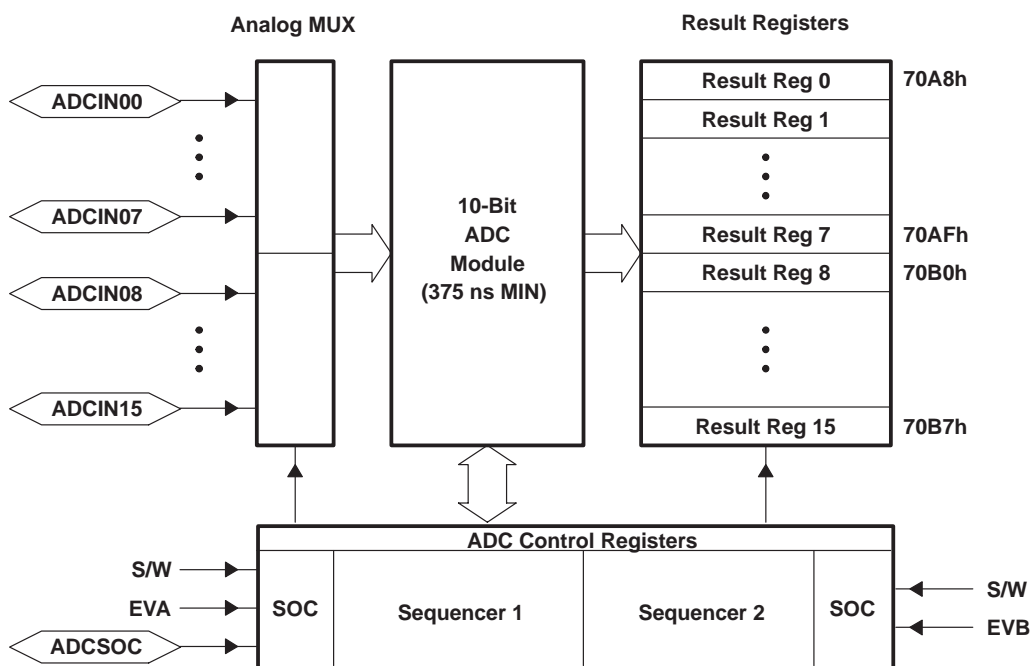 Analog MUX
Result Registers
ADCIN00
ADCIN07
ADCIN08
ADCIN15
10-Bit
ADC
Module
(375 ns MIN)
Result Reg 0
70A8h
Result Reg 1
Result Reg 7
70AFh
Result Reg 8
70B0h
Result Reg 15
70B7h
ADC Control Registers
S/W
EVA
ADCSOC
SOC
Sequencer 1
Sequencer 2
SOC
S/W
EVB